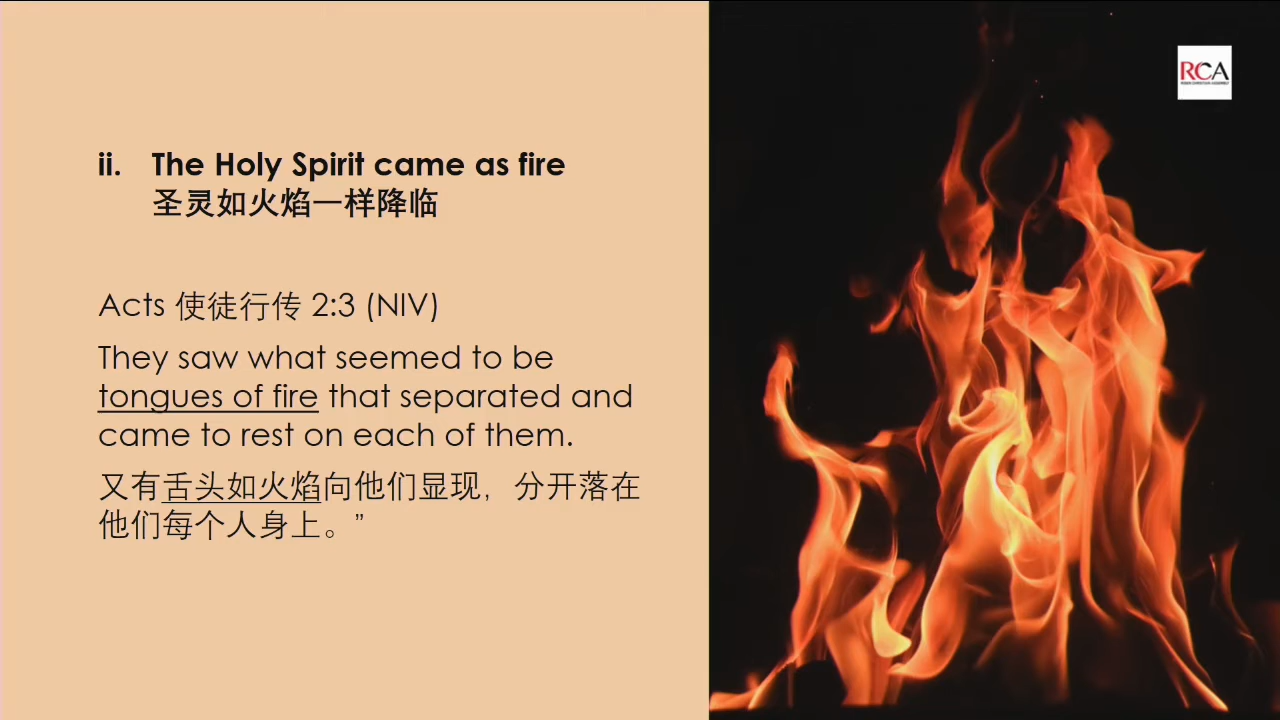 ii. The Holy Spirit came as fire
圣灵如火焰一样降临
Acts 使徒行传 2:3 (NIV)
They saw what seemed to be
tongues of fire that separated and
came to rest on each of them.
又有舌头如火焰向他们显现，分开落在
他们每个人身上。”
RCA